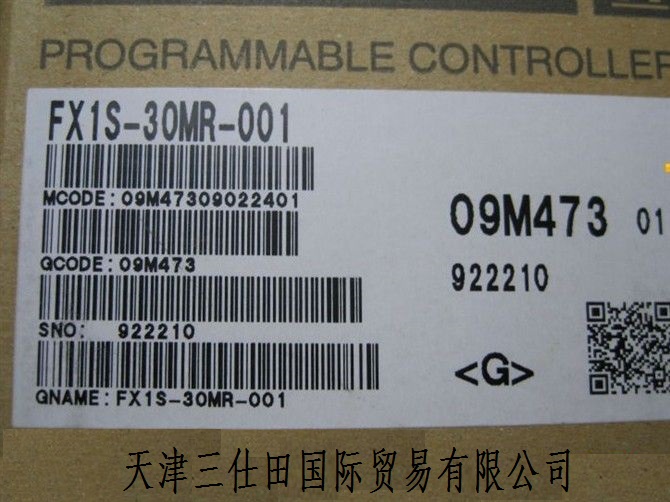 PROGRAMMABLE CONTROLLER
FX1S-30MR-001
MCODE: 09M47309022401
09M473 01
QCODE: 09M473
922210
SNO: 922210
<G>
QNAME: FX1S-30MR-001
天津三仕田国际贸易有限公司